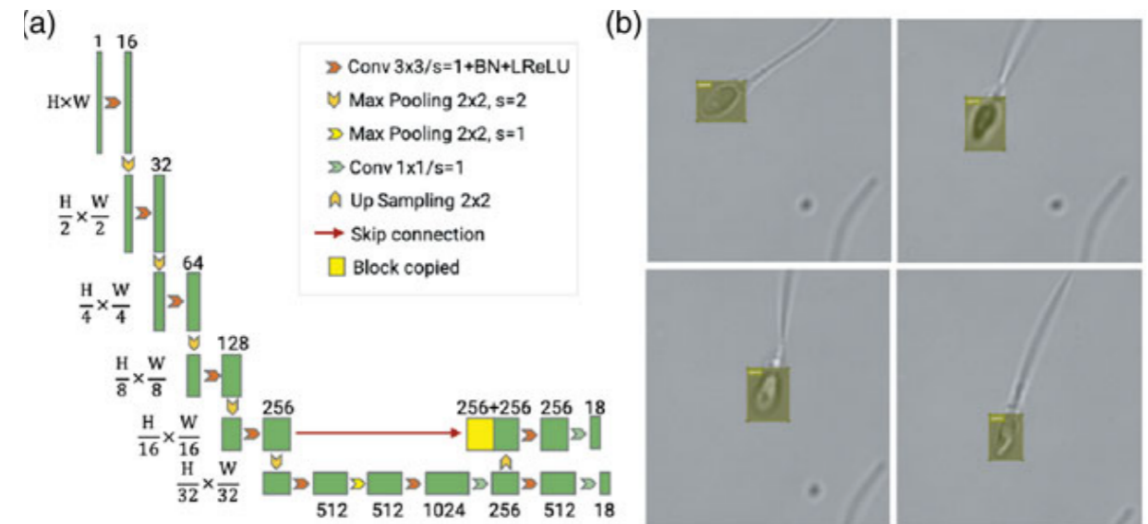 (a)
1 16
H×W
32
H/2 × W/2
64
H/4 × W/4
128
H/8 × W/8
256 256+256 256 18
H/16 × W/16
H/32 × W/32
512 512 1024 256 512 18
Conv 3x3/s=1+BN+LReLU
Max Pooling 2x2, s=2
Max Pooling 2x2, s=1
Conv 1x1/s=1
Up Sampling 2x2
Skip connection
Block copied
(b)